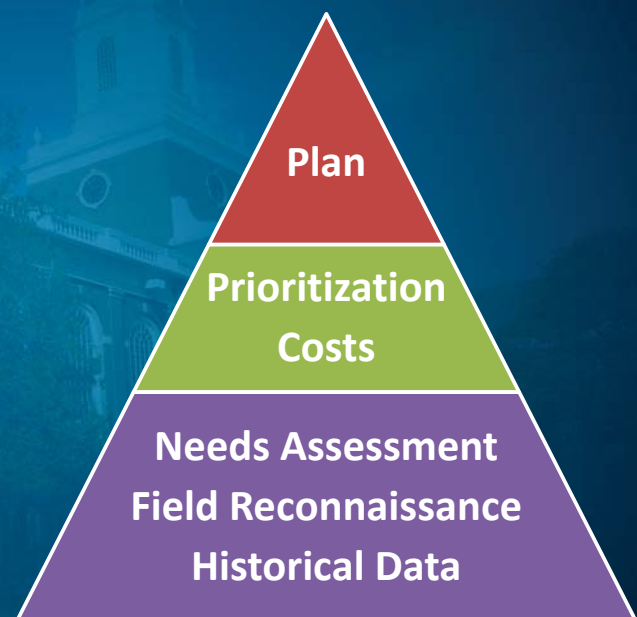 Plan
Prioritization
Costs
Needs Assessment
Field Reconnaissance
Historical Data